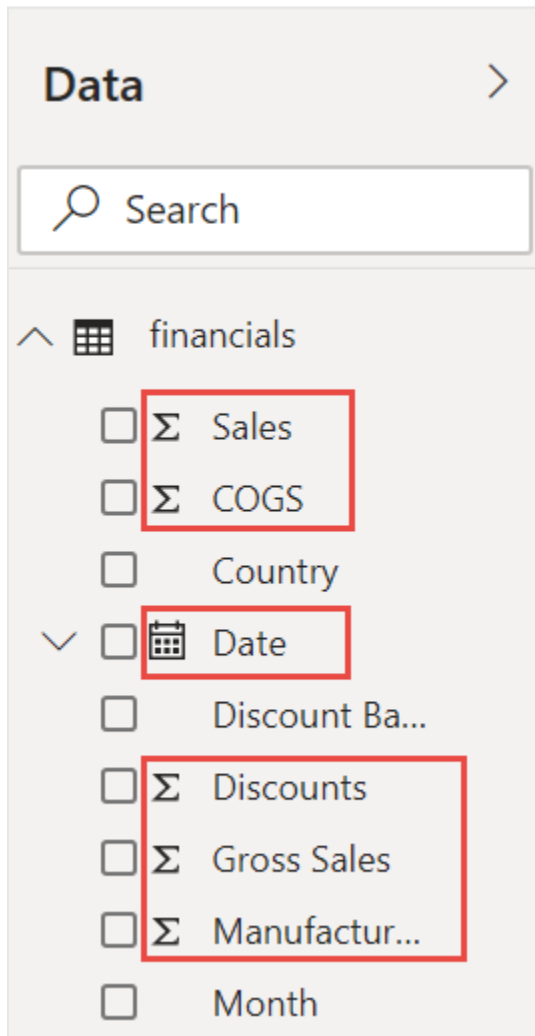 Data
Search
financials
Σ Sales
Σ COGS
Country
Date
Discount Ba...
Σ Discounts
Σ Gross Sales
Σ Manufactur...
Month